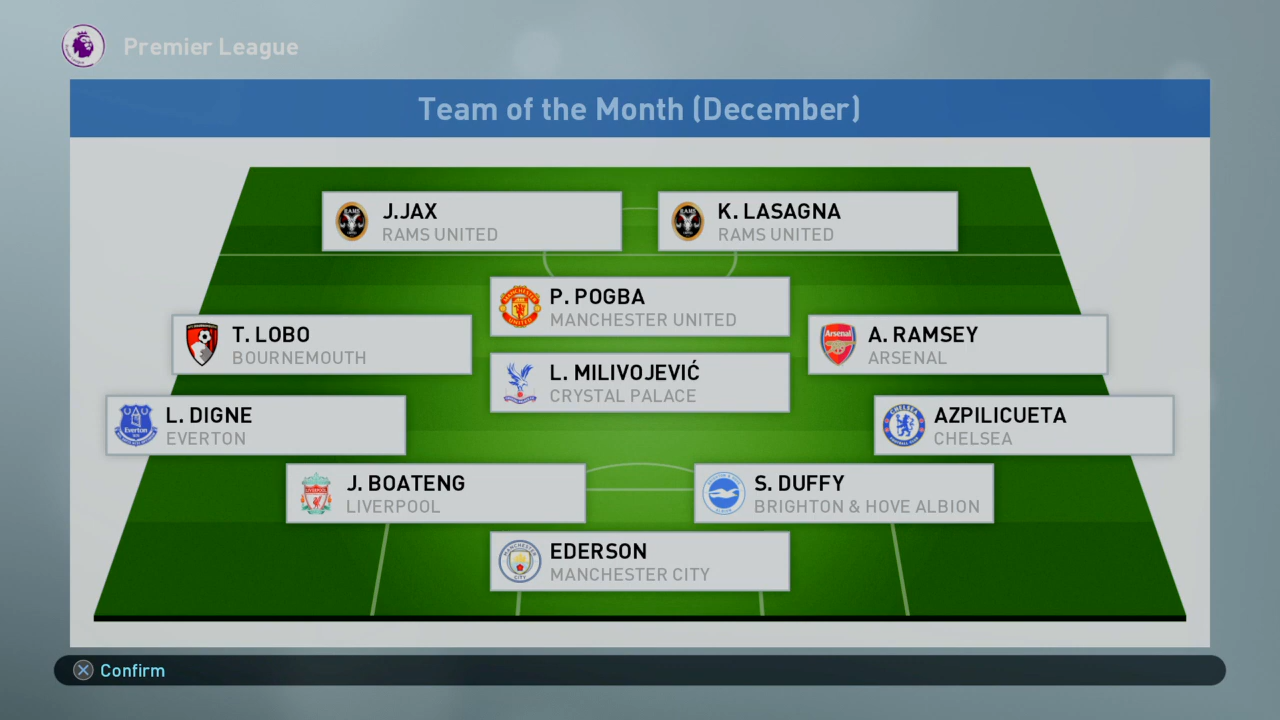 Premier League
Team of the Month (December)
J.JAX
RAMS UNITED
K. LASAGNA
RAMS UNITED
P. POGBA
MANCHESTER UNITED
T. LOBO
BOURNEMOUTH
A. RAMSEY
ARSENAL
L. MILIVOJEVIĆ
CRYSTAL PALACE
L. DIGNE
EVERTON
AZPILICUETA
CHELSEA
J. BOATENG
LIVERPOOL
S. DUFFY
BRIGHTON & HOVE ALBION
EDERSON
MANCHESTER CITY
Confirm